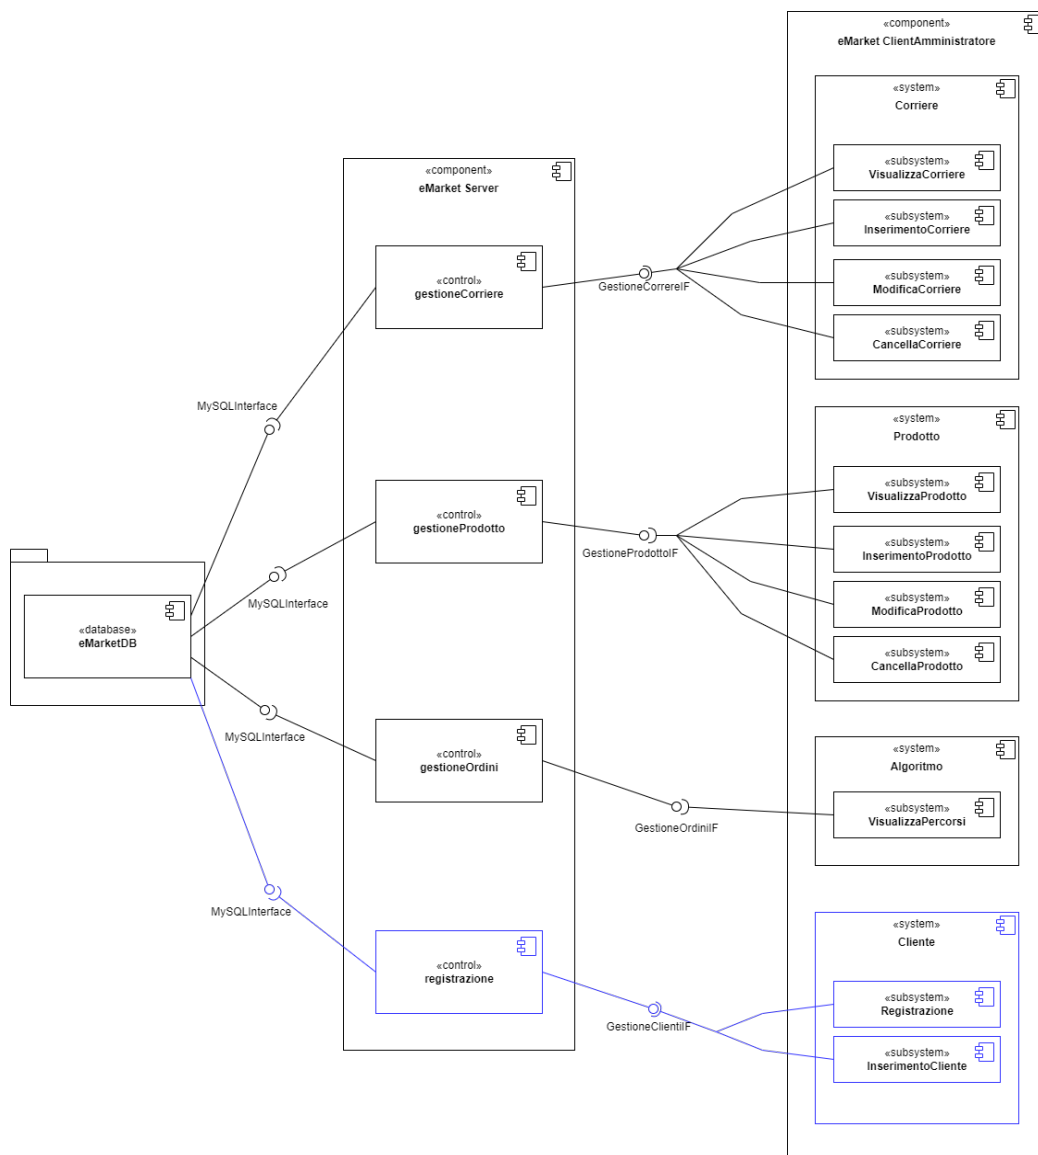 «component»
eMarket ClientAmministratore
«system»
Corriere
«subsystem»
VisualizzaCorriere
«subsystem»
InserimentoCorriere
«subsystem»
ModificaCorriere
«subsystem»
CancellaCorriere
«component»
eMarket Server
«control»
gestioneCorriere
GestioneCorrereIF
MySQLInterface
«system»
Prodotto
«subsystem»
VisualizzaProdotto
«subsystem»
InserimentoProdotto
«subsystem»
ModificaProdotto
«subsystem»
CancellaProdotto
«control»
gestioneProdotto
GestioneProdottoIF
MySQLInterface
«database»
eMarketDB
MySQLInterface
«control»
gestioneOrdini
GestioneOrdiniIF
«system»
Algoritmo
«subsystem»
VisualizzaPercorsi
MySQLInterface
«control»
registrazione
GestioneClientiIF
«system»
Cliente
«subsystem»
Registrazione
«subsystem»
InserimentoCliente